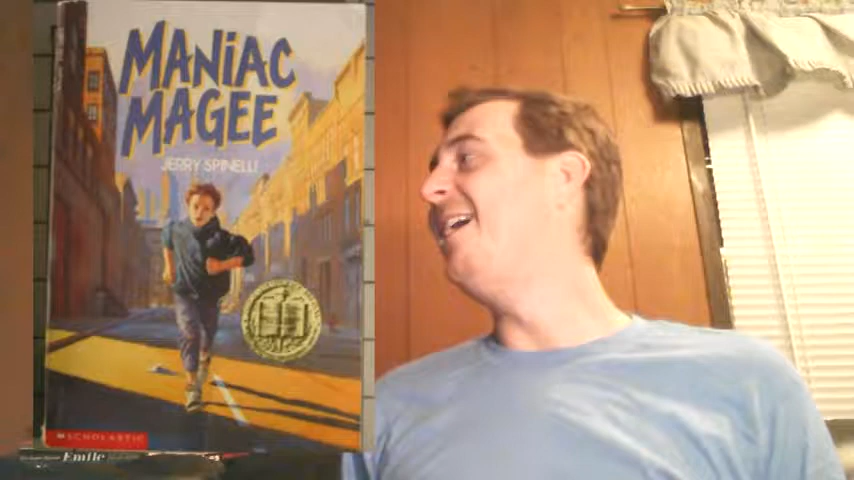 MANiAC
MAGEE
JERRY SPINELLI
SCHOLASTIC
Emile